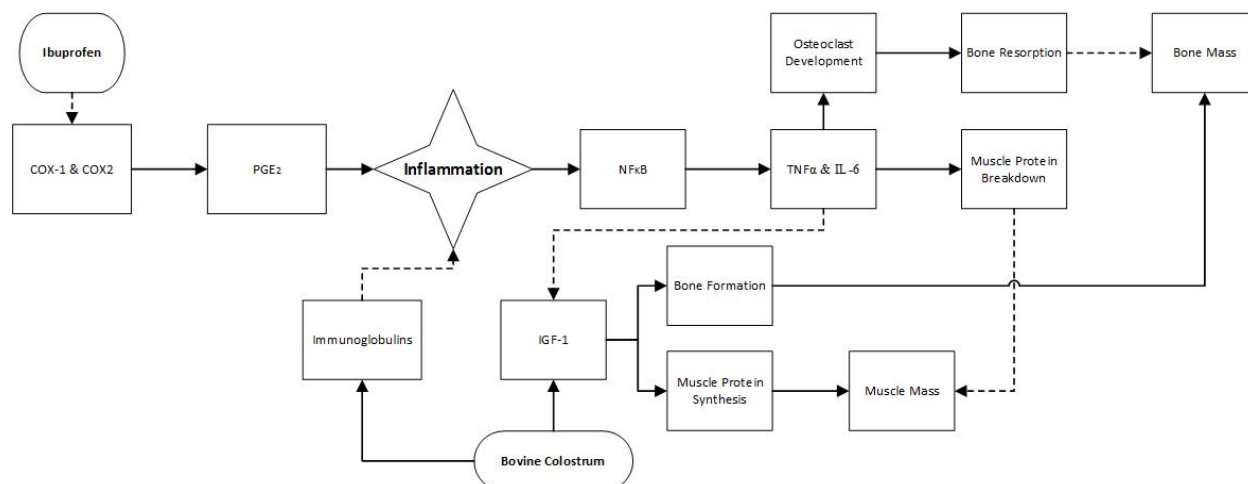 Ibuprofen
Osteoclast
Development
Bone Resorption
Bone Mass
COX-1 & COX2
PGE2
Inflammation
NFκB
TNFα & IL-6
Muscle Protein
Breakdown
Bone Formation
Immunoglobulins
IGF-1
Muscle Protein
Synthesis
Muscle Mass
Bovine Colostrum